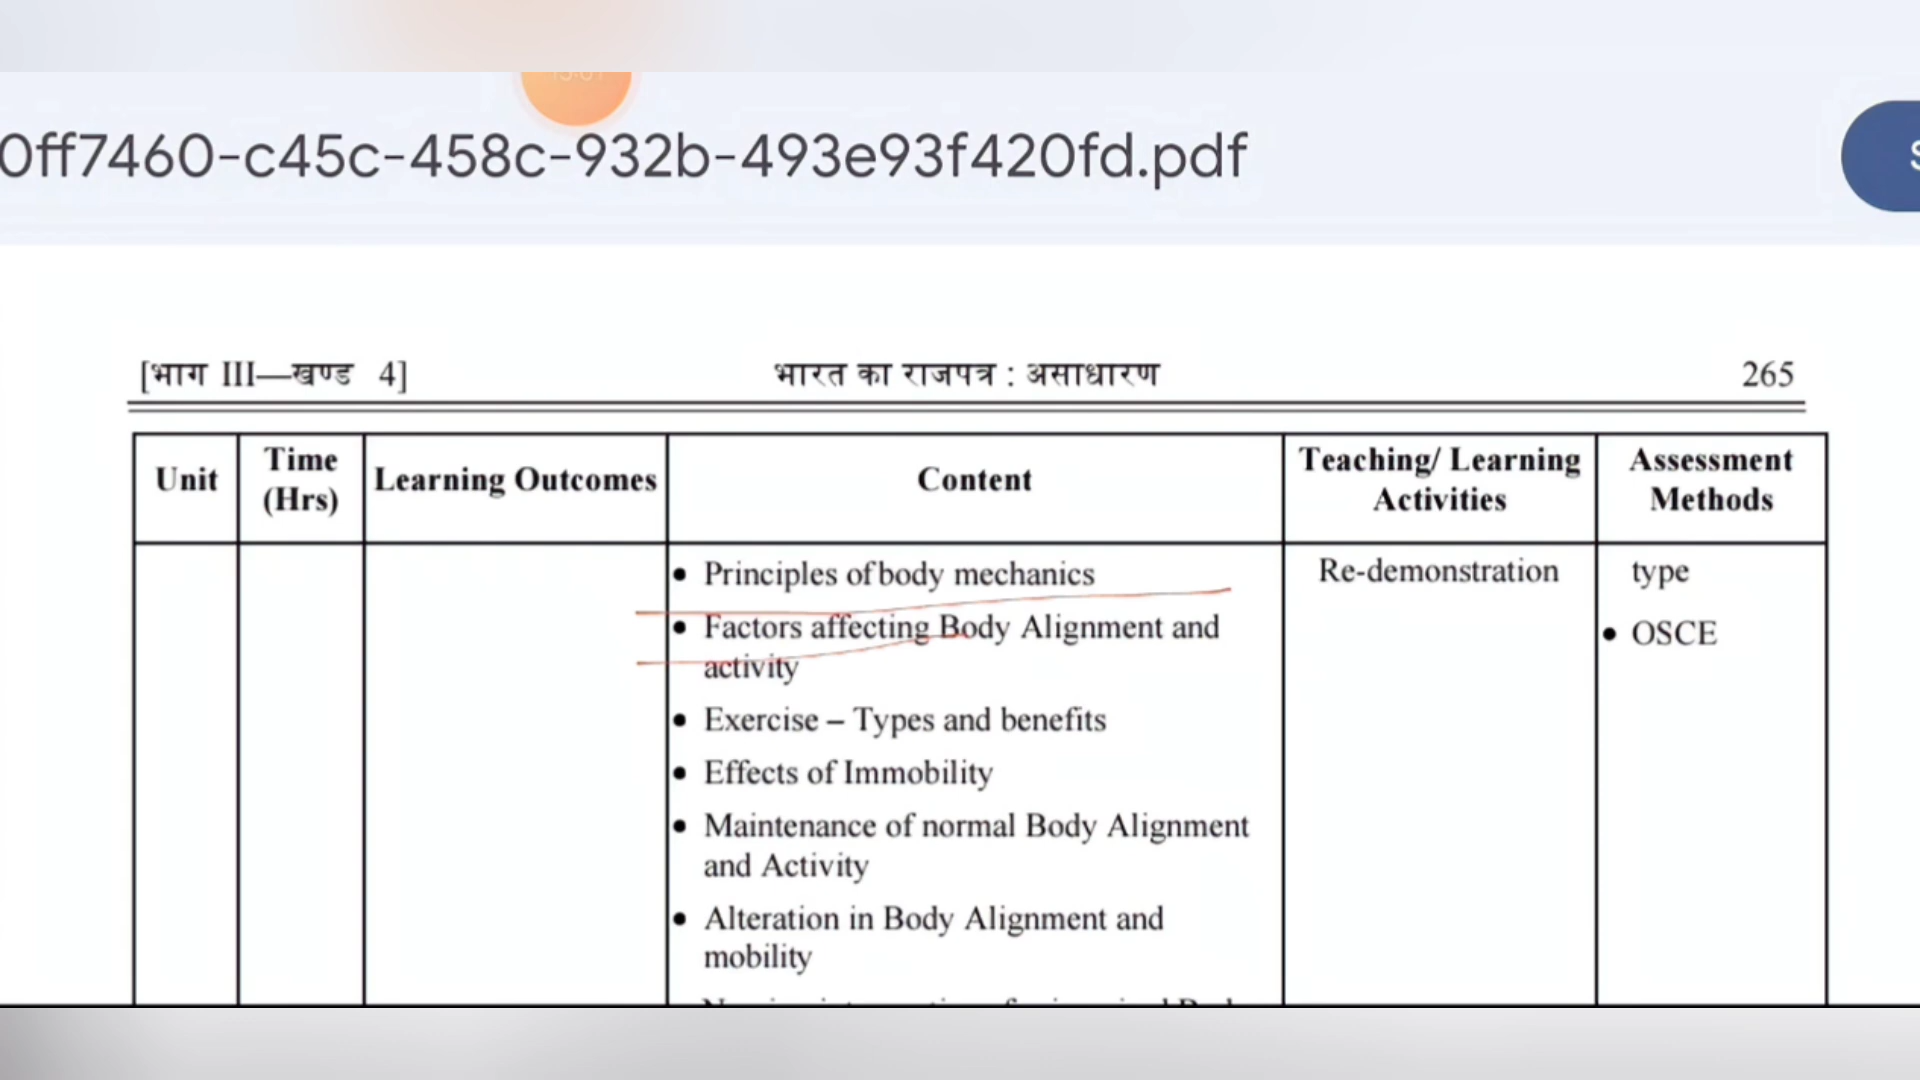 0ff7460-c45c-458c-932b-493e93f420fd.pdf
[भाग III—खण्ड 4] भारत का राजपत्र : असाधारण 265
Unit Time (Hrs) Learning Outcomes Content Teaching/ Learning Activities Assessment Methods
• Principles of body mechanics
Re-demonstration
type
• Factors affecting Body Alignment and
activity
• OSCE
• Exercise – Types and benefits
• Effects of Immobility
• Maintenance of normal Body Alignment
and Activity
• Alteration in Body Alignment and
mobility